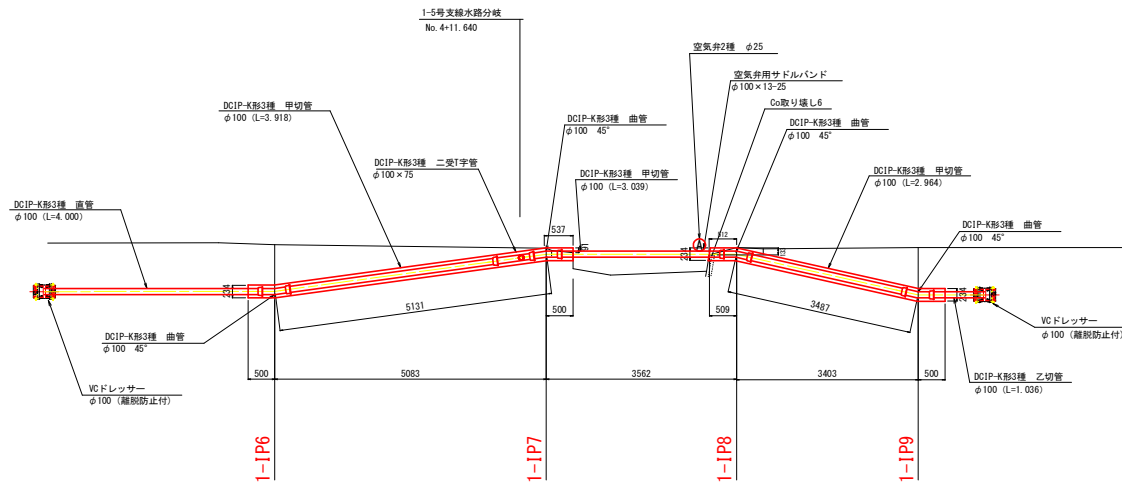 1-5号支線水路分岐
No. 4+11.640
空気弁2種 φ25
空気弁用サドルバンド
φ100×13-25
Co取り壊し6
DCIP-K形3種 甲切管
φ100 (L=3.918)
DCIP-K形3種 曲管
φ100 45°
DCIP-K形3種 曲管
φ100 45°
DCIP-K形3種 二受T字管
φ100×75
DCIP-K形3種 甲切管
φ100 (L=3.039)
DCIP-K形3種 甲切管
φ100 (L=2.964)
DCIP-K形3種 直管
φ100 (L=4.000)
DCIP-K形3種 曲管
φ100 45°
537
512
A
234
234
234
234
5131
3487
500
509
DCIP-K形3種 曲管
φ100 45°
VCドレッサー
φ100 (離脱防止付)
VCドレッサー
φ100 (離脱防止付)
500
5083
3562
3403
500
DCIP-K形3種 乙切管
φ100 (L=1.036)
1-IP6
1-IP7
1-IP8
1-IP9